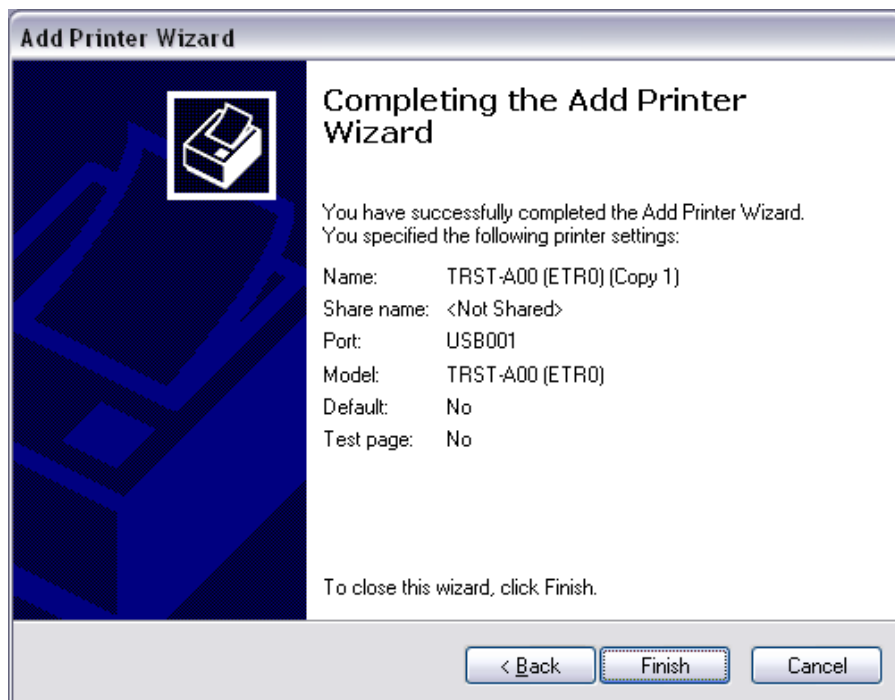 Add Printer Wizard
Completing the Add Printer
Wizard
You have successfully completed the Add Printer Wizard.
You specified the following printer settings:
Name: TRST-A00 (ETR0) (Copy 1)
Share name: <Not Shared>
Port: USB001
Model: TRST-A00 (ETR0)
Default: No
Test page: No
To close this wizard, click Finish.
< Back Finish Cancel